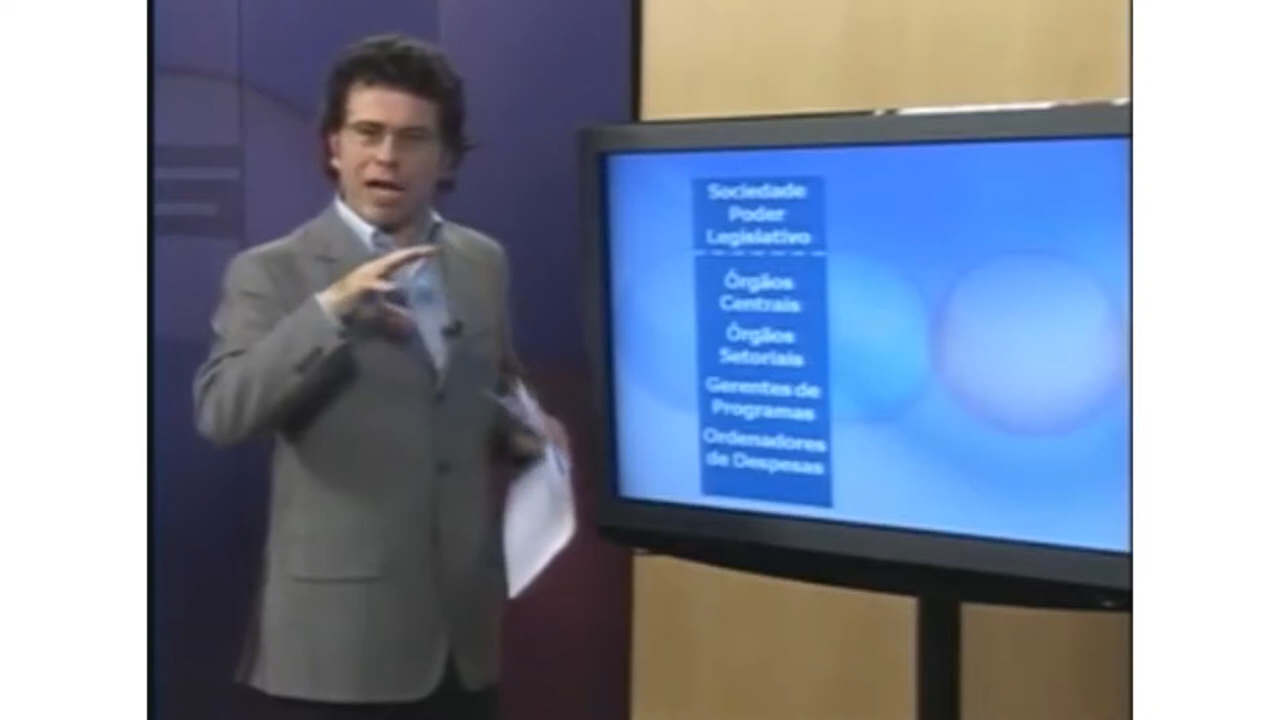 Sociedade
Poder
Legislativo
Órgãos
Centrais
Órgãos
Setoriais
Gerentes de
Programas
Ordenadores
de Despesas